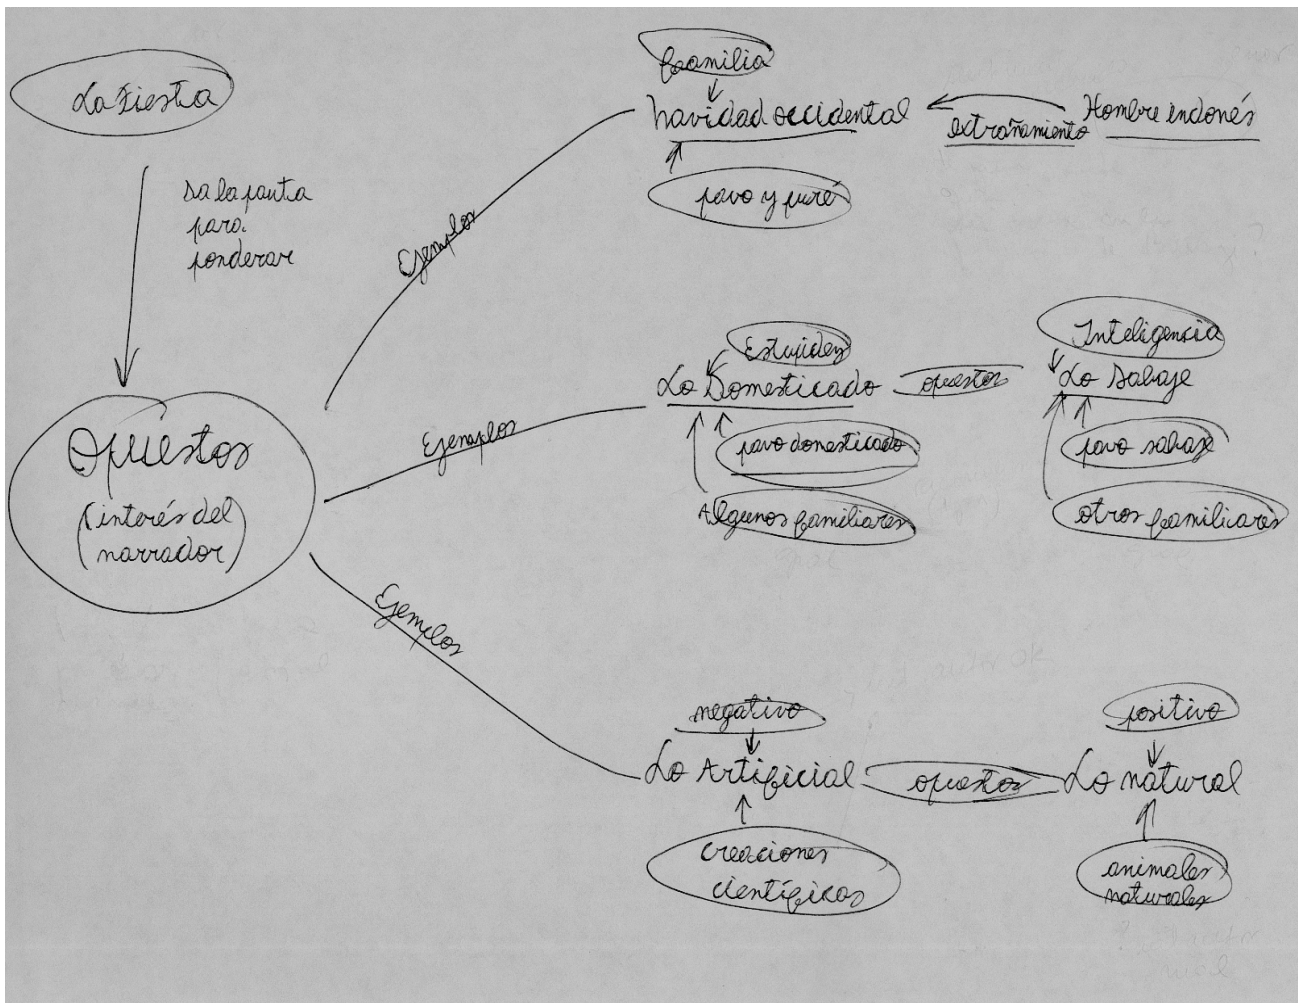 La Fiesta
da la pauta
para
ponderar
Opuestos
(interés del
narrador)
Ejemplos
familia
navidad occidental
pavo y puré
extrañamiento
Hombre indonés
Ejemplos
Estupidez
Lo Domesticado
pavo domesticado
Algunos familiares
opuestos
Inteligencia
Lo Salvaje
pavo salvaje
otros familiares
Ejemplos
negativo
Lo Artificial
creaciones
científicas
opuestos
positivo
Lo natural
animales
naturales